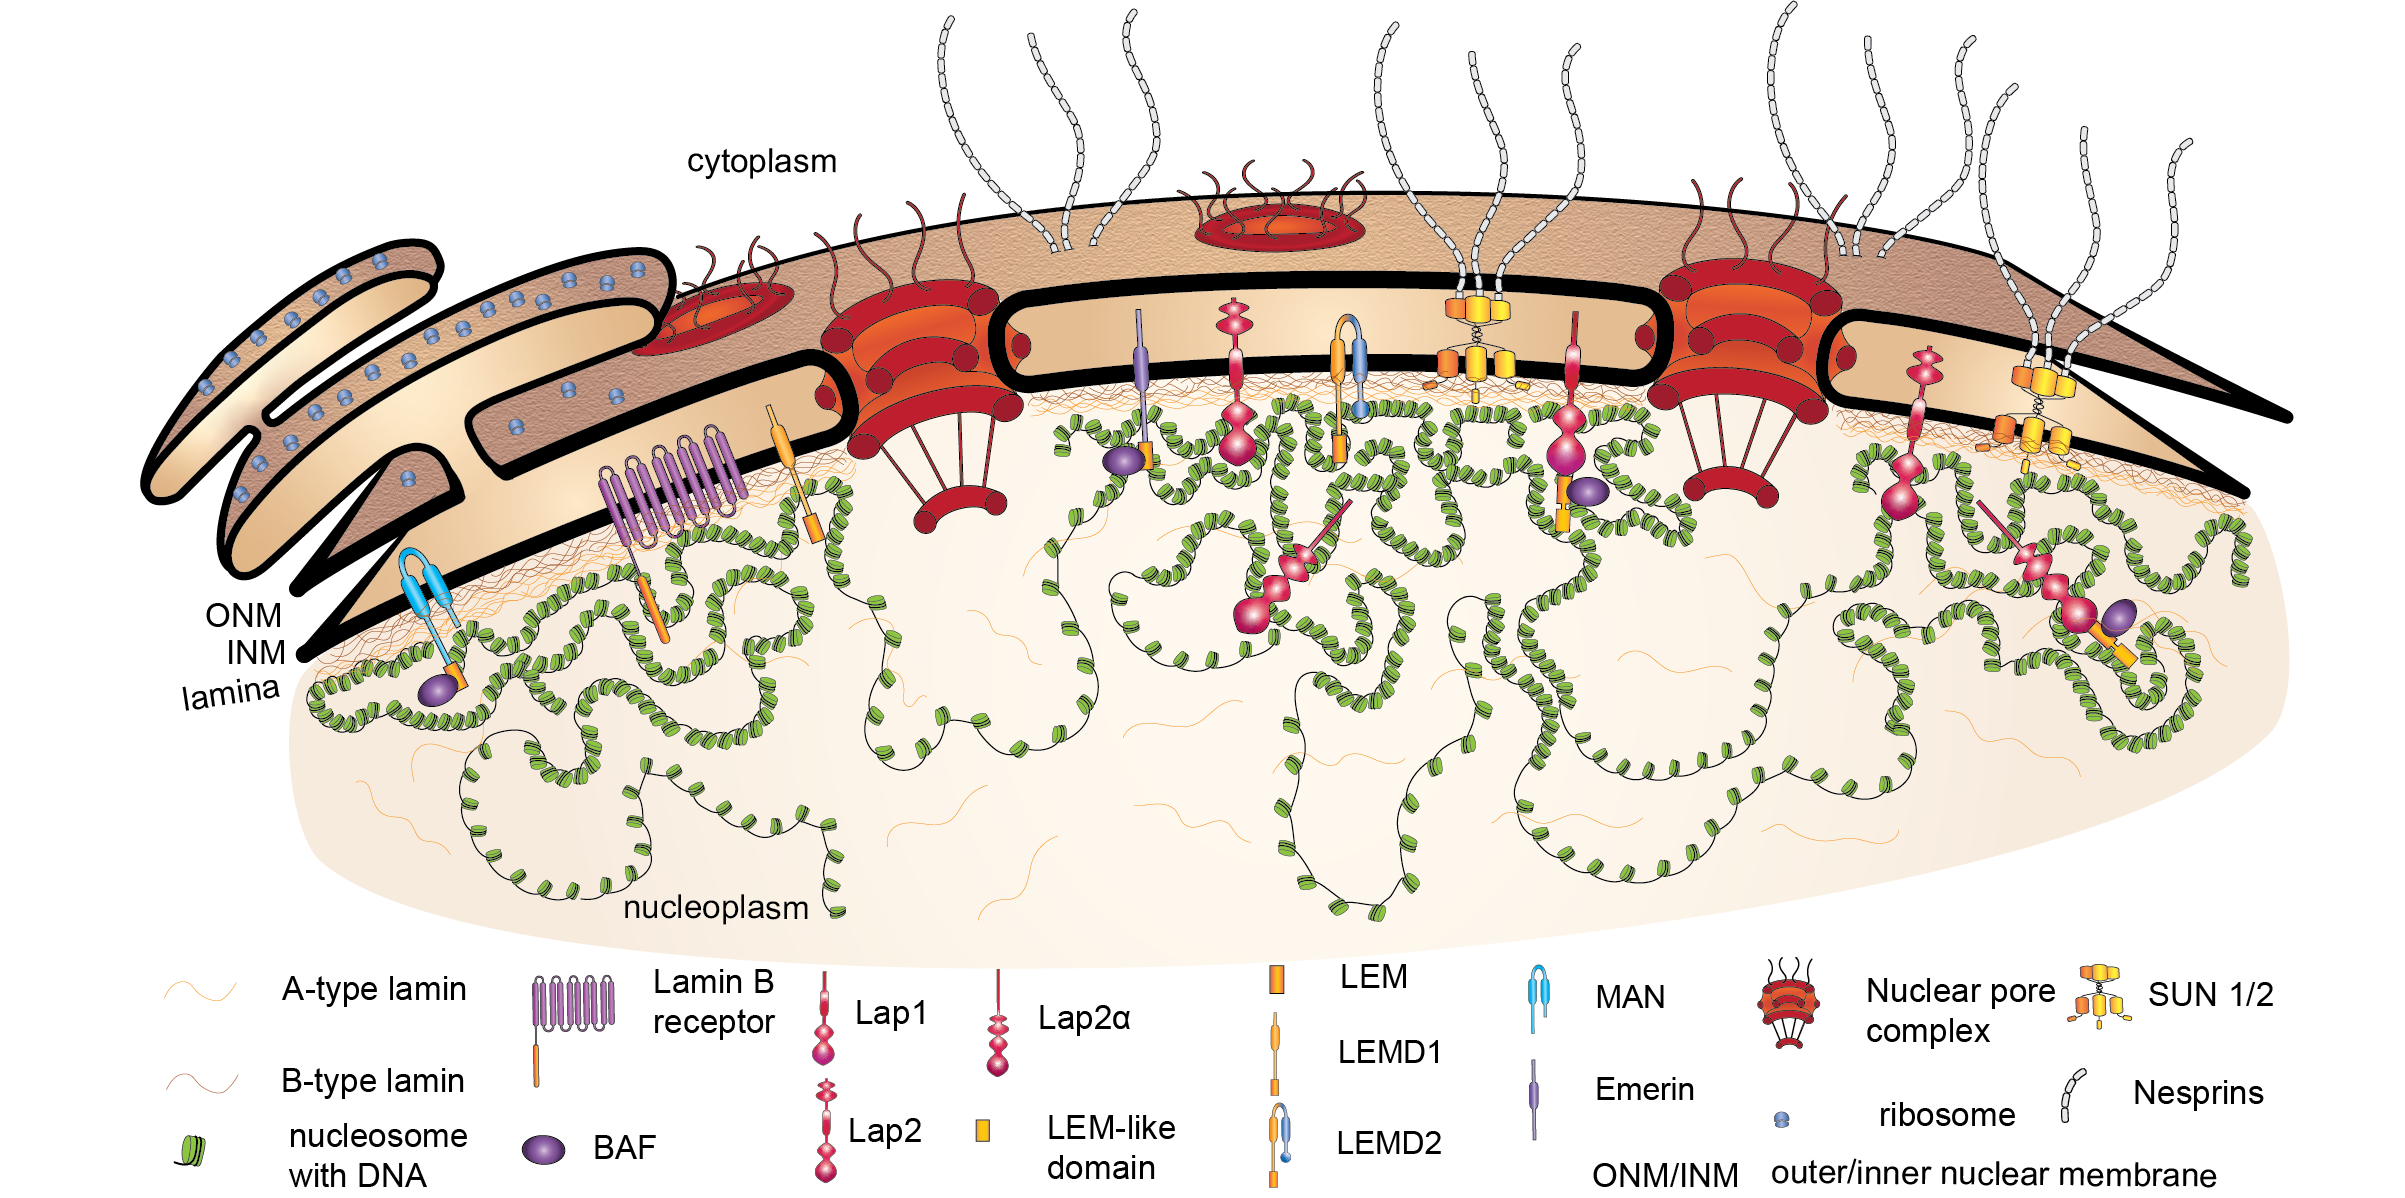 cytoplasm
ONM
INM
lamina
nucleoplasm
A-type lamin
B-type lamin
nucleosome
with DNA
Lamin B
receptor
BAF
Lap1
Lap2
Lap2α
LEM-like
domain
LEM
LEMD1
LEMD2
MAN
Emerin
ONM/INM outer/inner nuclear membrane
Nuclear pore
complex
ribosome
SUN 1/2
Nesprins